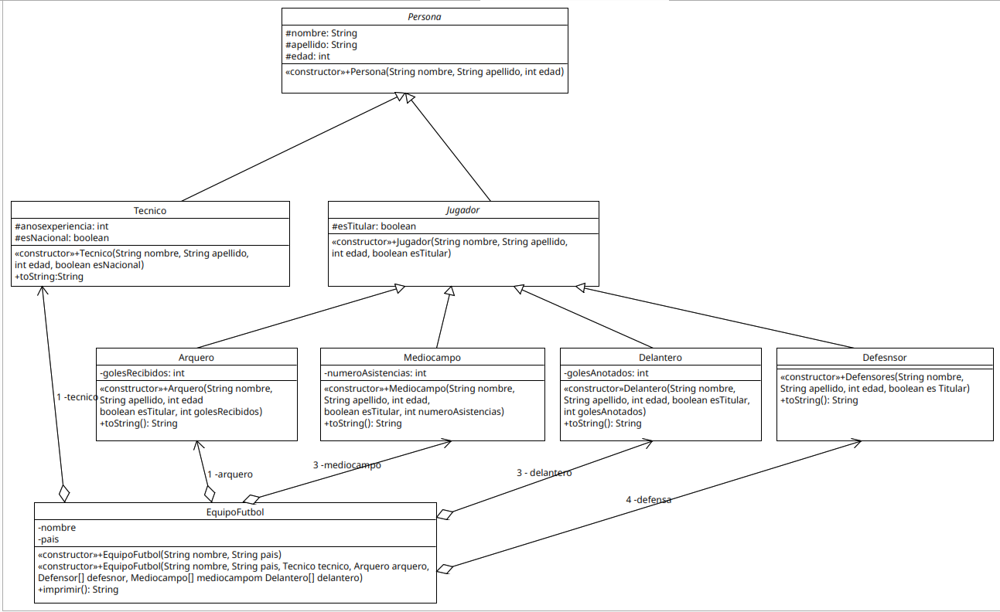 Persona
#nombre: String
#apellido: String
#edad: int
«constructor»+Persona(String nombre, String apellido, int edad)
Tecnico
#anosexperiencia: int
#esNacional: boolean
«constructor»+Tecnico(String nombre, String apellido,
int edad, boolean esNacional)
+toString:String
Jugador
#esTitular: boolean
«constructor»+Jugador(String nombre, String apellido,
int edad, boolean esTitular)
Arquero
-golesRecibidos: int
«constttructor»+Arquero(String nombre,
String apellido, int edad
boolean esTitular, int golesRecibidos)
+toString(): String
Mediocampo
-numeroAsistencias: int
«consttructor»+Mediocampo(String nombre,
String apellido, int edad,
boolean esTitular, int numeroAsistencias)
+toString(): String
Delantero
-golesAnotados: int
«constructor»Delantero(String nombre,
String apellido, int edad, boolean esTitular,
int golesAnotados)
+toString(): String
Defesnsor
«constructor»+Defensores(String nombre,
String apellido, int edad, boolean es Titular)
+toString(): String
1 -tecnico
1 -arquero
3 -mediocampo
3 - delantero
4 -defensa
EquipoFutbol
-nombre
-pais
«constructor»+EquipoFutbol(String nombre, String pais)
«constructor»+EquipoFutbol(String nombre, String pais, Tecnico tecnico, Arquero arquero,
Defensor[] defesnor, Mediocampo[] mediocampom Delantero[] delantero)
+imprimir(): String